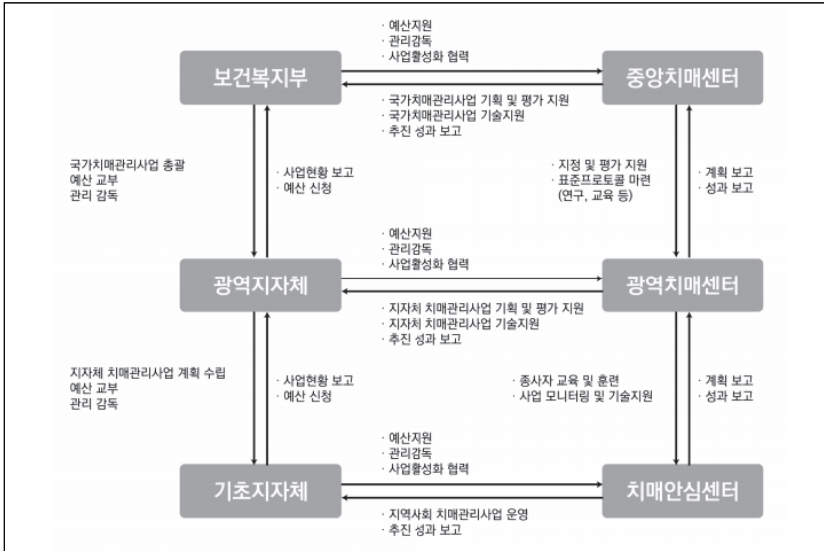 · 예산지원
· 관리감독
· 사업활성화 협력
보건복지부
중앙치매센터
· 국가치매관리사업 기획 및 평가 지원
· 국가치매관리사업 기술지원
· 추진 성과 보고
국가치매관리사업 총괄
예산 교부
관리 감독
· 사업현황 보고
· 예산 신청
· 지정 및 평가 지원
· 표준프로토콜 마련
(연구, 교육 등)
· 계획 보고
· 성과 보고
· 예산지원
· 관리감독
· 사업활성화 협력
광역지자체
광역치매센터
· 지자체 치매관리사업 기획 및 평가 지원
· 지자체 치매관리사업 기술지원
· 추진 성과 보고
지자체 치매관리사업 계획 수립
예산 교부
관리 감독
· 사업현황 보고
· 예산 신청
· 종사자 교육 및 훈련
· 사업 모니터링 및 기술지원
· 계획 보고
· 성과 보고
· 예산지원
· 관리감독
· 사업활성화 협력
기초지자체
치매안심센터
· 지역사회 치매관리사업 운영
· 추진 성과 보고